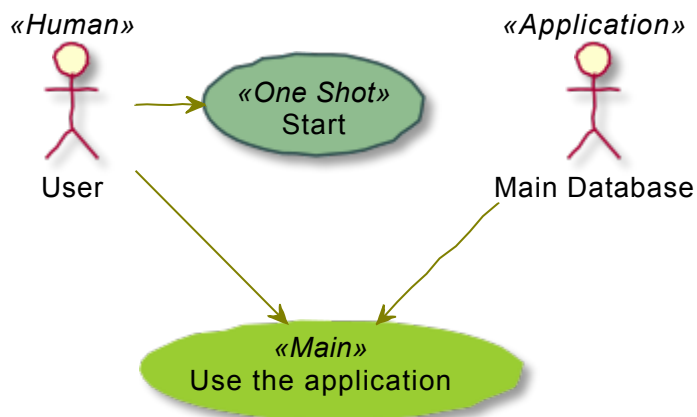 «Human»
User
«One Shot»
Start
«Application»
Main Database
«Main»
Use the application